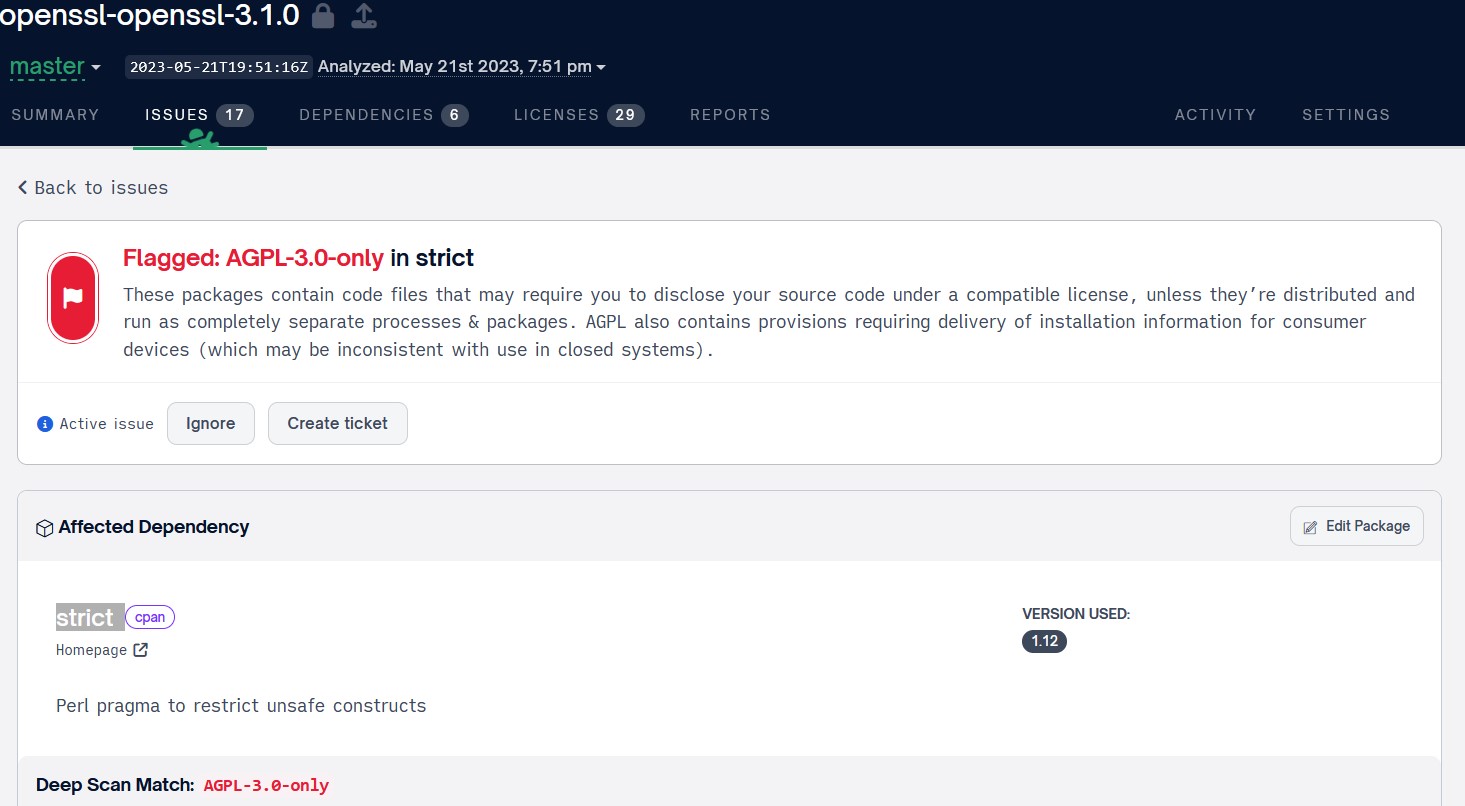 openssl-openssl-3.1.0
master 2023-05-21T19:51:16Z Analyzed: May 21st 2023, 7:51 pm
SUMMARY ISSUES 17 DEPENDENCIES 6 LICENSES 29 REPORTS ACTIVITY SETTINGS
Back to issues
Flagged: AGPL-3.0-only in strict
These packages contain code files that may require you to disclose your source code under a compatible license, unless they’re distributed and
run as completely separate processes & packages. AGPL also contains provisions requiring delivery of installation information for consumer
devices (which may be inconsistent with use in closed systems).
Active issue Ignore Create ticket
Affected Dependency Edit Package
strict cpan VERSION USED:
Homepage 1.12
Perl pragma to restrict unsafe constructs
Deep Scan Match: AGPL-3.0-only